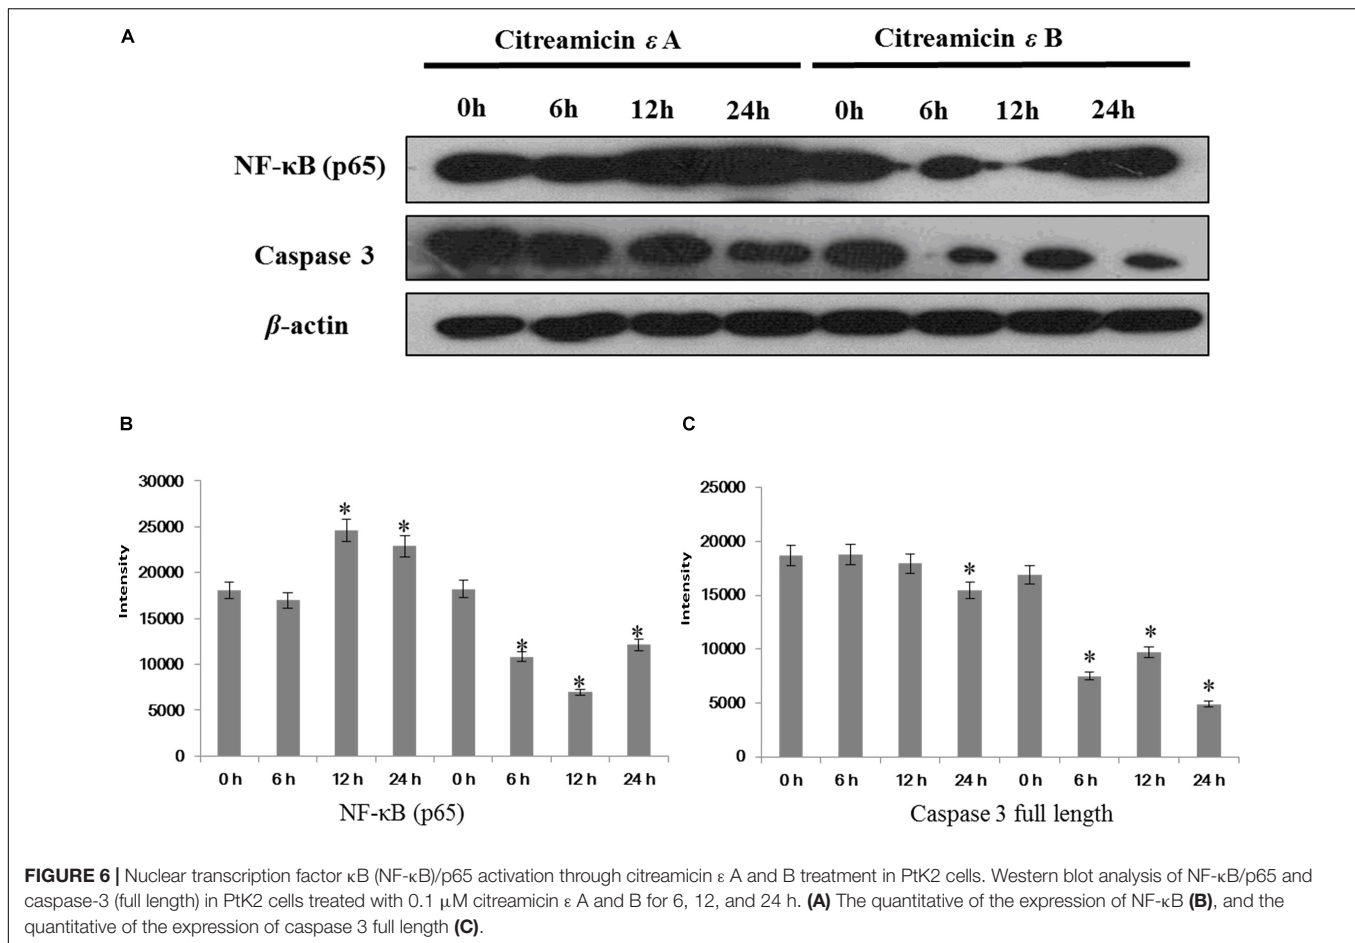 A
Citreamicin ε A Citreamicin ε B
0h 6h 12h 24h 0h 6h 12h 24h
NF-κB (p65)
Caspase 3
β-actin
B
30000
25000
20000
15000
10000
5000
0
Intensity
* * * * *
0 h 6 h 12 h 24 h 0 h 6 h 12 h 24 h
NF-κB (p65)
C
25000
20000
15000
10000
5000
0
Intensity
* * * *
0 h 6 h 12 h 24 h 0 h 6 h 12 h 24 h
Caspase 3 full length
FIGURE 6 | Nuclear transcription factor κB (NF-κB)/p65 activation through citreamicin ε A and B treatment in PtK2 cells. Western blot analysis of NF-κB/p65 and
caspase-3 (full length) in PtK2 cells treated with 0.1 μM citreamicin ε A and B for 6, 12, and 24 h. (A) The quantitative of the expression of NF-κB (B), and the
quantitative of the expression of caspase 3 full length (C).